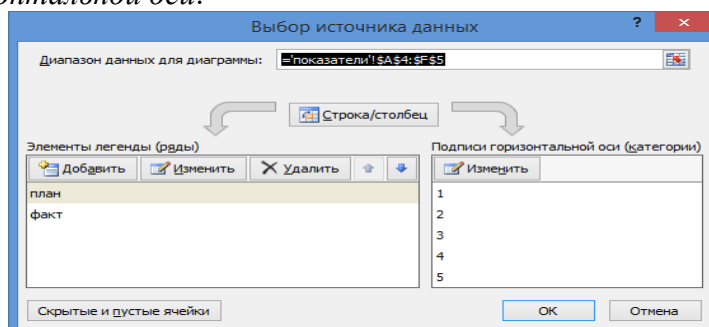 оси.
Выбор источника данных ? ×
Диапазон данных для диаграммы: ='показатели'!$A$4:$F$5
Строка/столбец
Элементы легенды (ряды)
Подписи горизонтальной оси (категории)
Добавить Изменить Удалить
Изменить
план
факт
1
2
3
4
5
Скрытые и пустые ячейки
ОК Отмена